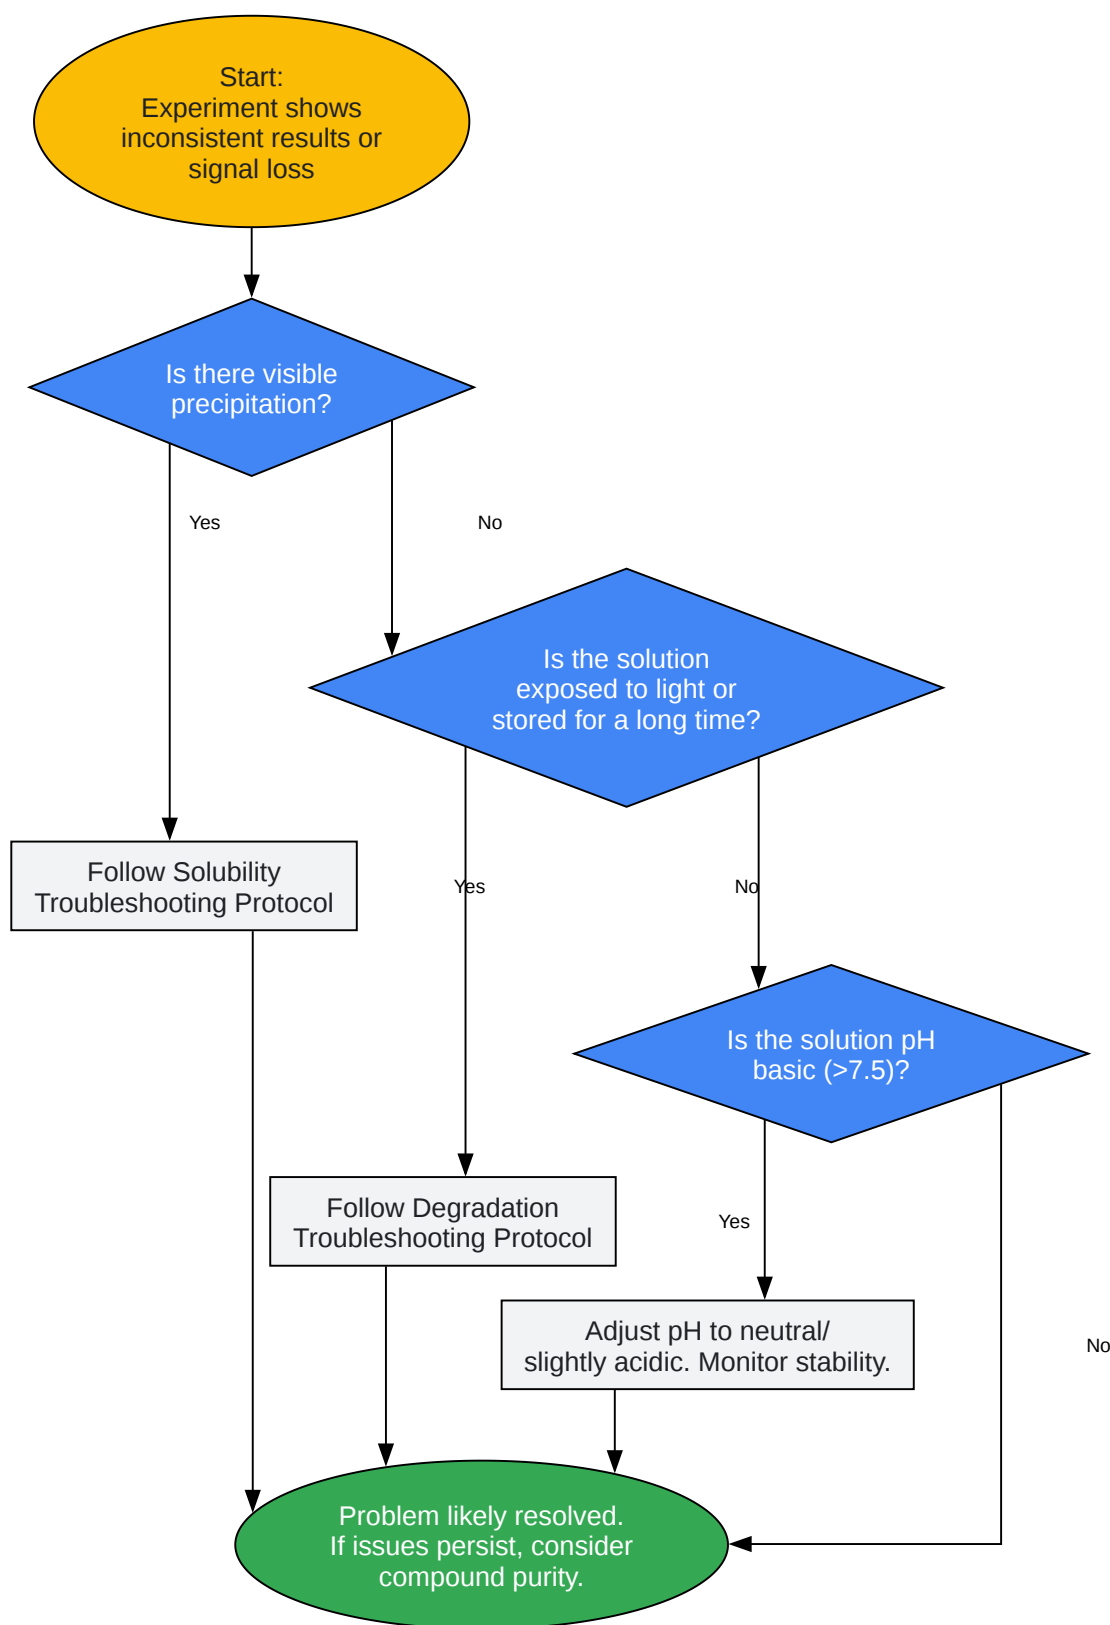 Start:
Experiment shows
inconsistent results or
signal loss
Is there visible
precipitation?
Yes
No
Is the solution
exposed to light or
stored for a long time?
Follow Solubility
Troubleshooting Protocol
Yes
No
Is the solution pH
basic (>7.5)?
Follow Degradation
Troubleshooting Protocol
Yes
Adjust pH to neutral/
slightly acidic. Monitor stability.
No
Problem likely resolved.
If issues persist, consider
compound purity.